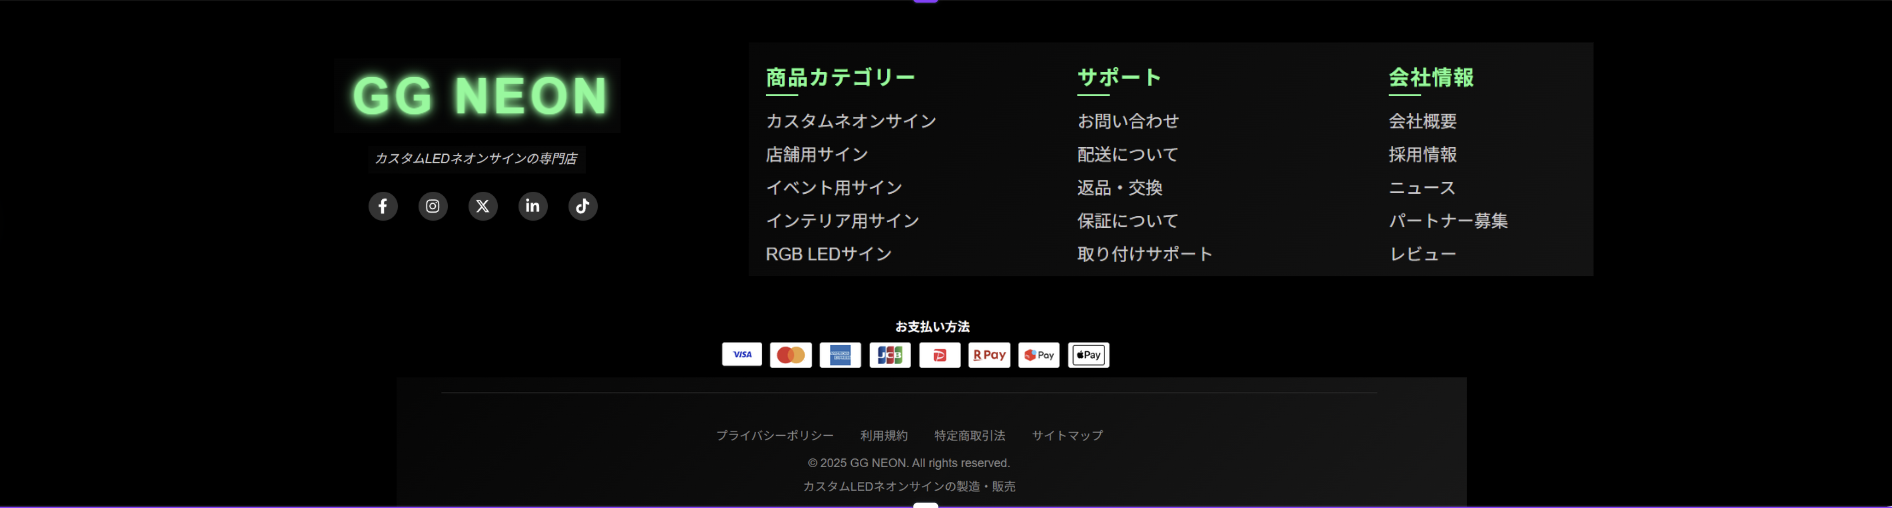 GG NEON
カスタムLEDネオンサインの専門店
商品カテゴリー
カスタムネオンサイン
店舗用サイン
イベント用サイン
インテリア用サイン
RGB LEDサイン
サポート
お問い合わせ
配送について
返品・交換
保証について
取り付けサポート
会社情報
会社概要
採用情報
ニュース
パートナー募集
レビュー
お支払い方法
VISA
JCB
R Pay
Pay
Pay
プライバシーポリシー 利用規約 特定商取引法 サイトマップ
© 2025 GG NEON. All rights reserved.
カスタムLEDネオンサインの製造・販売